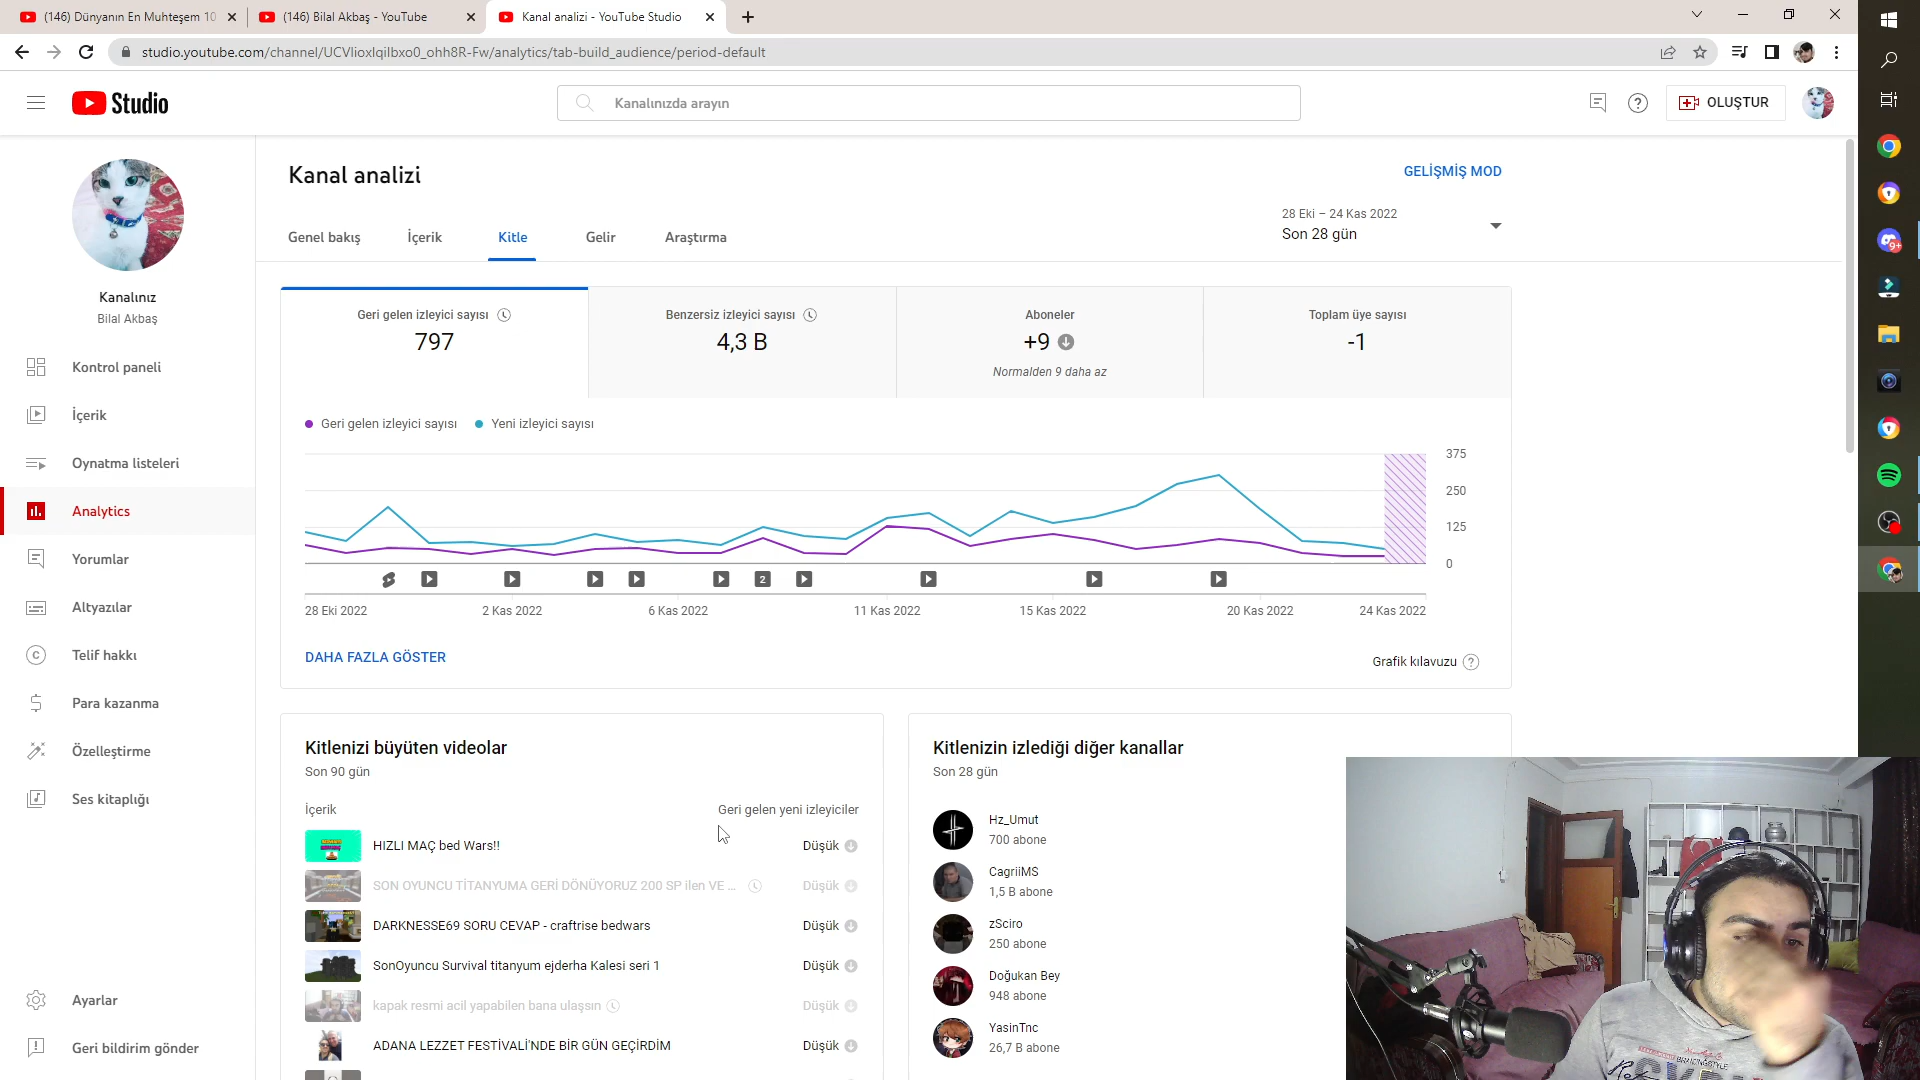 (146) Dünyanın En Muhteşem 10
(146) Bilal Akbaş - YouTube
Kanal analizi - YouTube Studio
studio.youtube.com/channel/UCVlioxlqilbxo0_ohh8R-Fw/analytics/tab-build_audience/period-default
Studio
Kanalınızda arayın
OLUŞTUR
Kanalınız
Bilal Akbaş
Kontrol paneli
İçerik
Oynatma listeleri
Analytics
Yorumlar
Altyazılar
Telif hakkı
Para kazanma
Özelleştirme
Ses kitaplığı
Ayarlar
Geri bildirim gönder
Kanal analizi
GELİŞMİŞ MOD
Genel bakış
İçerik
Kitle
Gelir
Araştırma
28 Eki – 24 Kas 2022
Son 28 gün
Geri gelen izleyici sayısı
797
Benzersiz izleyici sayısı
4,3 B
Aboneler
+9
Normalden 9 daha az
Toplam üye sayısı
-1
Geri gelen izleyici sayısı
Yeni izleyici sayısı
375
250
125
0
2
28 Eki 2022
2 Kas 2022
6 Kas 2022
11 Kas 2022
15 Kas 2022
20 Kas 2022
24 Kas 2022
DAHA FAZLA GÖSTER
Grafik kılavuzu
Kitlenizi büyüten videolar
Son 90 gün
İçerik
Geri gelen yeni izleyiciler
HIZLI MAÇ bed Wars!!
Düşük
SON OYUNCU TİTANYUMA GERİ DÖNÜYORUZ 200 SP ilen VE ...
Düşük
DARKNESSE69 SORU CEVAP - craftrise bedwars
Düşük
SonOyuncu Survival titanyum ejderha Kalesi seri 1
Düşük
kapak resmi acil yapabilen bana ulaşsın
Düşük
ADANA LEZZET FESTİVALİ'NDE BİR GÜN GEÇİRDİM
Düşük
Kitlenizin izlediği diğer kanallar
Son 28 gün
Hz_Umut
700 abone
CagriiMS
1,5 B abone
zSciro
250 abone
Doğukan Bey
948 abone
YasinTnc
26,7 B abone
9+